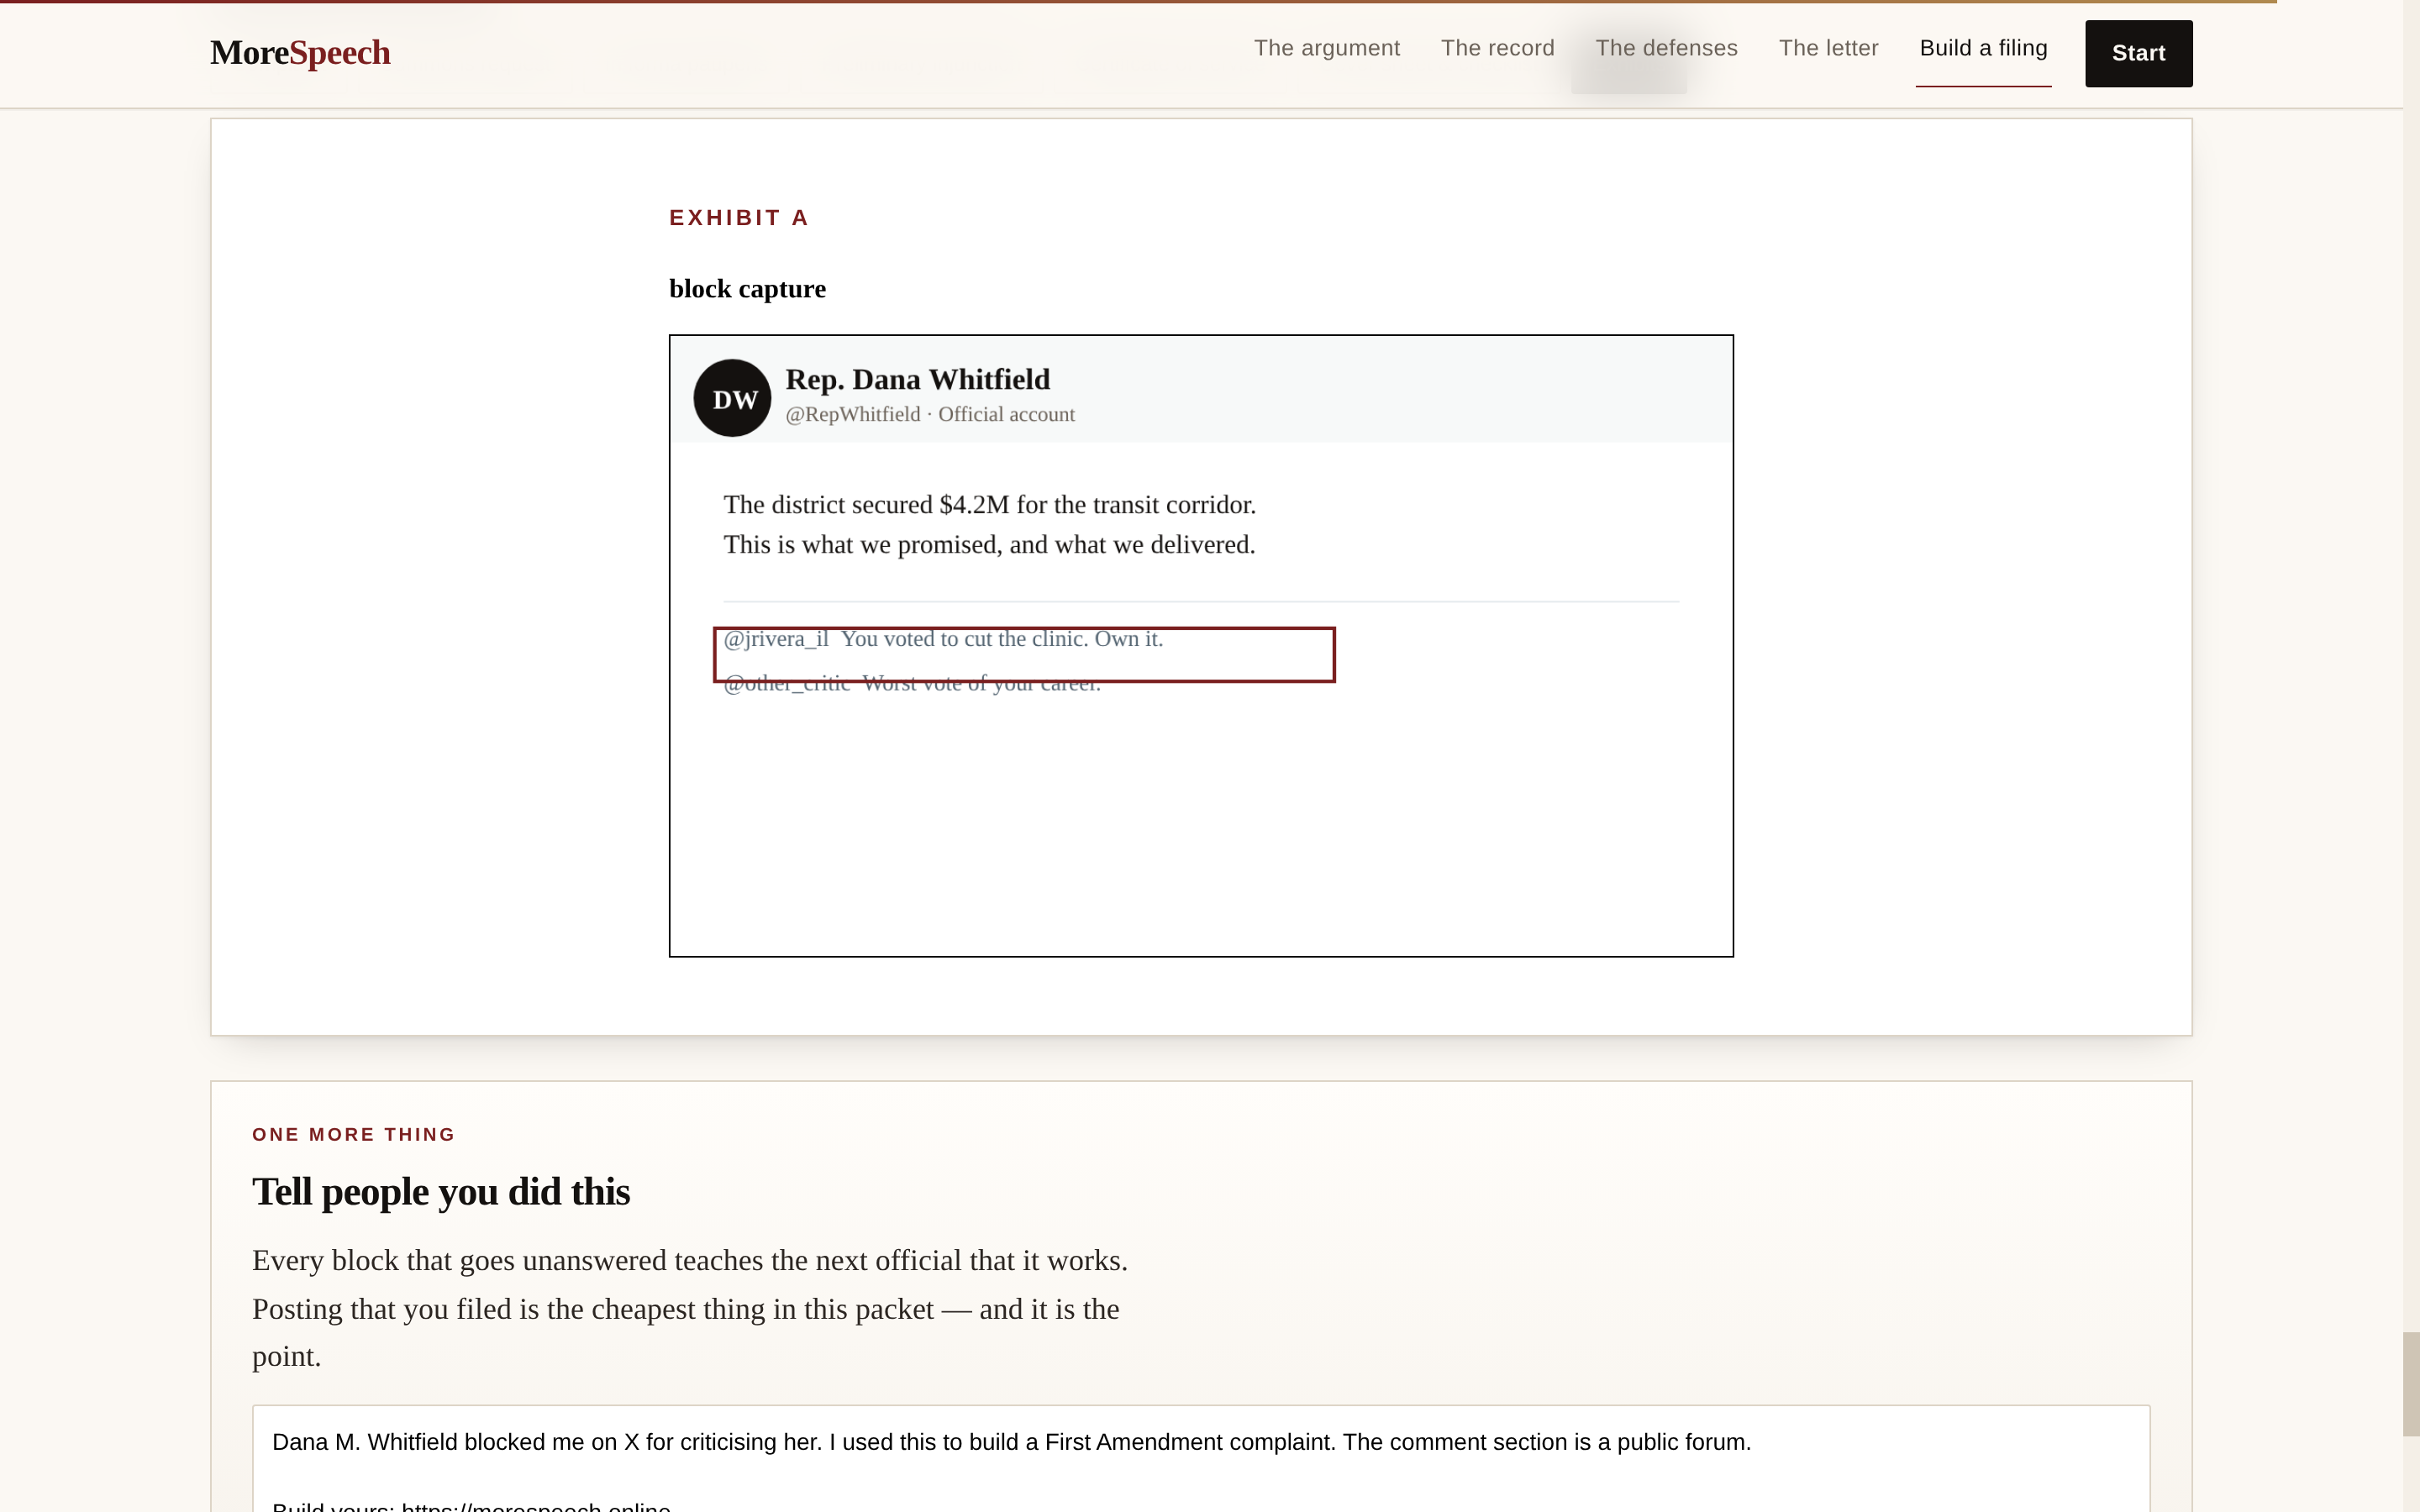 MoreSpeech
The argument
The record
The defenses
The letter
Build a filing
Start
EXHIBIT A
block capture
DW
Rep. Dana Whitfield
@RepWhitfield · Official account
The district secured $4.2M for the transit corridor.
This is what we promised, and what we delivered.
@jrivera_il You voted to cut the clinic. Own it.
@other_critic Worst vote of your career.
ONE MORE THING
Tell people you did this
Every block that goes unanswered teaches the next official that it works.
Posting that you filed is the cheapest thing in this packet — and it is the
point.
Dana M. Whitfield blocked me on X for criticising her. I used this to build a First Amendment complaint. The comment section is a public forum.
Build yours: https://morespeech.online